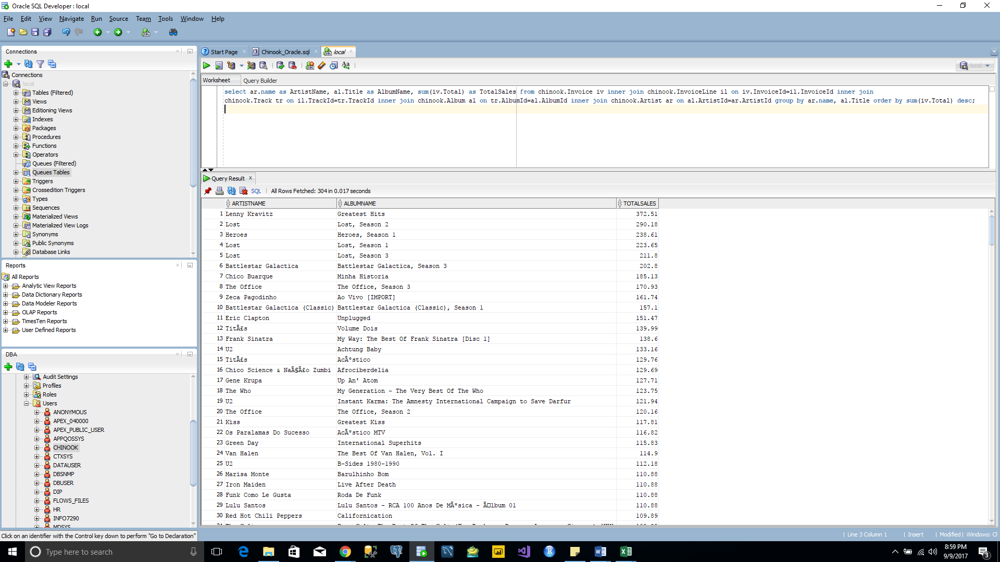 Oracle SQL Developer : local
File Edit View Navigate Run Source Team Tools Window Help
Connections
Connections
local
Tables (Filtered)
Views
Editioning Views
Indexes
Packages
Procedures
Functions
Operators
Queues (Filtered)
Queues Tables
Triggers
Crossedition Triggers
Types
Sequences
Materialized Views
Materialized View Logs
Synonyms
Public Synonyms
Database Links
Reports
All Reports
Analytic View Reports
Data Dictionary Reports
Data Modeler Reports
OLAP Reports
TimesTen Reports
User Defined Reports
DBA
Audit Settings
Profiles
Roles
Users
ANONYMOUS
APEX_040000
APEX_PUBLIC_USER
APPQOSSYS
CHINOOK
CTXSYS
DATAUSER
DBSNMP
DBUSER
DIP
FLOWS_FILES
HR
INFO7290
MDSYS
Start Page Chinook_Oracle.sql local
local
Worksheet Query Builder
select ar.name as ArtistName, al.Title as AlbumName, sum(iv.Total) as TotalSales from chinook.Invoice iv inner join chinook.InvoiceLine il on iv.InvoiceId=il.InvoiceId inner join
chinook.Track tr on il.TrackId=tr.TrackId inner join chinook.Album al on tr.AlbumId=al.AlbumId inner join chinook.Artist ar on al.ArtistId=ar.ArtistId group by ar.name, al.Title order by sum(iv.Total) desc;
Query Result
SQL All Rows Fetched: 304 in 0.017 seconds
ARTISTNAME ALBUMNAME TOTALSALES
1 Lenny Kravitz Greatest Hits 372.51
2 Lost Lost, Season 2 290.18
3 Heroes Heroes, Season 1 238.61
4 Lost Lost, Season 1 223.65
5 Lost Lost, Season 3 211.8
6 Battlestar Galactica Battlestar Galactica, Season 3 202.8
7 Chico Buarque Minha Historia 185.13
8 The Office The Office, Season 3 170.93
9 Zeca Pagodinho Ao Vivo [IMPORT] 161.74
10 Battlestar Galactica (Classic) Battlestar Galactica (Classic), Season 1 157.1
11 Eric Clapton Unplugged 151.47
12 TitÃ£s Volume Dois 139.99
13 Frank Sinatra My Way: The Best Of Frank Sinatra [Disc 1] 138.6
14 U2 Achtung Baby 133.16
15 TitÃ£s AcÃºstico 129.76
16 Chico Science & NaÃ§Ã£o Zumbi Afrociberdelia 129.69
17 Gene Krupa Up An' Atom 127.71
18 The Who My Generation - The Very Best Of The Who 123.75
19 U2 Instant Karma: The Amnesty International Campaign to Save Darfur 121.94
20 The Office The Office, Season 2 120.16
21 Kiss Greatest Kiss 117.81
22 Os Paralamas Do Sucesso AcÃºstico MTV 116.82
23 Green Day International Superhits 115.83
24 Van Halen The Best Of Van Halen, Vol. I 114.9
25 U2 B-Sides 1980-1990 112.18
26 Marisa Monte Barulhinho Bom 110.88
27 Iron Maiden Live After Death 110.88
28 Funk Como Le Gusta Roda De Funk 110.88
29 Lulu Santos Lulu Santos - RCA 100 Anos De MÃºsica - Ã□lbum 01 110.88
30 Red Hot Chili Peppers Californication 109.89
Click on an identifier with the Control key down to perform "Go to Declaration"
Line 3 Column 1 Insert Modified Windows: CF
Type here to search
8:59 PM
9/9/2017
3